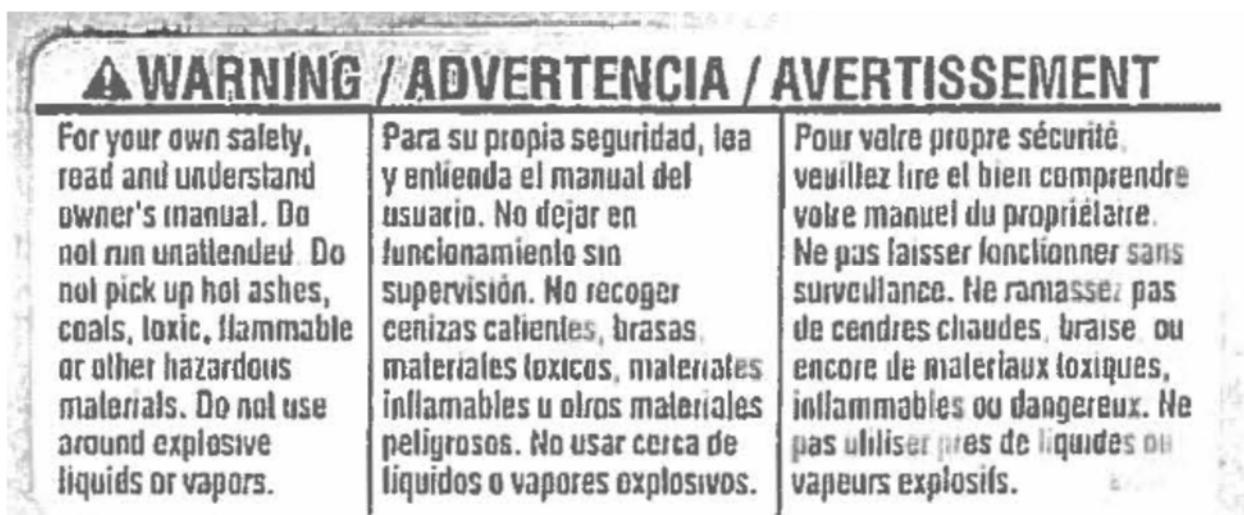 ⚠ WARNING / ADVERTENCIA / AVERTISSEMENT
For your own safety,
read and understand
owner's manual. Do
not run unattended. Do
not pick up hot ashes,
coals, toxic, flammable
or other hazardous
materials. Do not use
around explosive
liquids or vapors.
Para su propia seguridad, lea
y entienda el manual del
usuario. No dejar en
funcionamiento sin
supervisión. No recoger
cenizas calientes, brasas,
materiales toxicos, materiales
inflamables u otros materiales
peligrosos. No usar cerca de
líquidos o vapores explosivos.
Pour votre propre sécurité,
veuillez lire et bien comprendre
votre manuel du propriétaire.
Ne pas laisser fonctionner sans
surveillance. Ne ramassez pas
de cendres chaudes, braise, ou
encore de materiaux toxiques,
inflammables ou dangereux. Ne
pas utiliser pres de liquides ou
vapeurs explosifs.